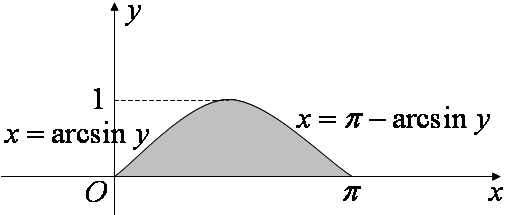 y
1
x = arcsin y
x = π − arcsin y
O
π
x